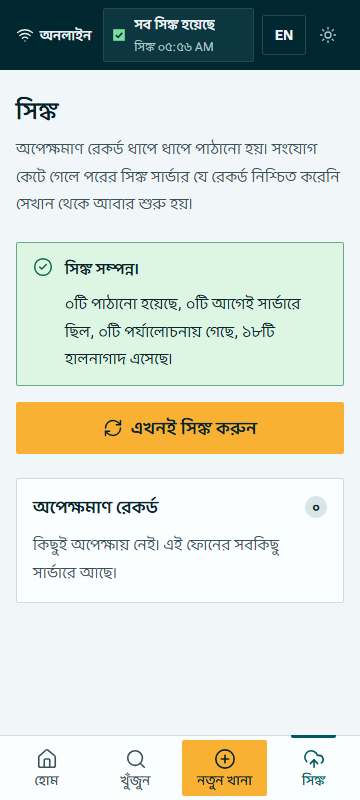 অনলাইন
সব সিঙ্ক হয়েছে
সিঙ্ক ০৫:৫৬ AM
EN
সিঙ্ক
অপেক্ষমাণ রেকর্ড ধাপে ধাপে পাঠানো হয়। সংযোগ
কেটে গেলে পরের সিঙ্ক সার্ভার যে রেকর্ড নিশ্চিত করেনি
সেখান থেকে আবার শুরু হয়।
সিঙ্ক সম্পন্ন।
০টি পাঠানো হয়েছে, ০টি আগেই সার্ভারে
ছিল, ০টি পর্যালোচনায় গেছে, ১৮টি
হালনাগাদ এসেছে।
এখনই সিঙ্ক করুন
অপেক্ষমাণ রেকর্ড
০
কিছুই অপেক্ষায় নেই। এই ফোনের সবকিছু
সার্ভারে আছে।
হোম
খুঁজুন
নতুন খানা
সিঙ্ক